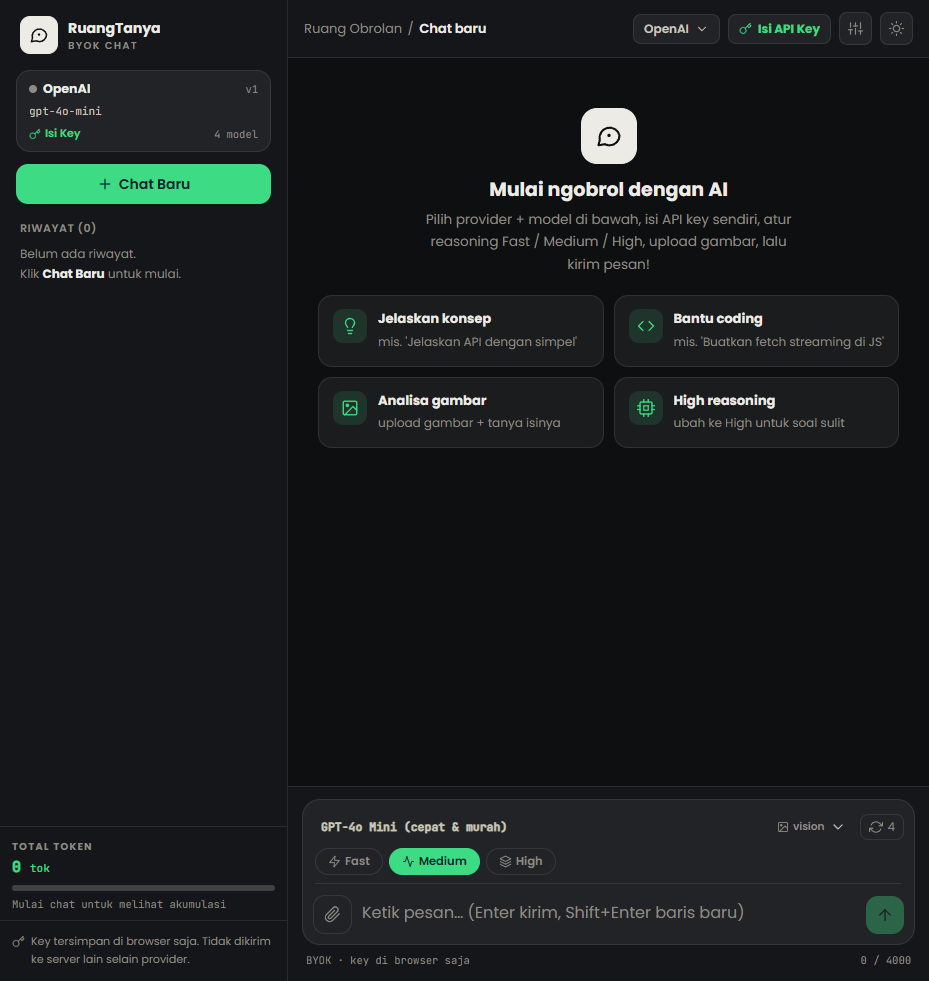 RuangTanya
BYOK CHAT
OpenAI
v1
gpt-4o-mini
Isi Key
4 model
Chat Baru
RIWAYAT (0)
Belum ada riwayat.
Klik Chat Baru untuk mulai.
TOTAL TOKEN
0 tok
Mulai chat untuk melihat akumulasi
Key tersimpan di browser saja. Tidak dikirim
ke server lain selain provider.
Ruang Obrolan / Chat baru
OpenAI
Isi API Key
Mulai ngobrol dengan AI
Pilih provider + model di bawah, isi API key sendiri, atur
reasoning Fast / Medium / High, upload gambar, lalu
kirim pesan!
Jelaskan konsep
mis. 'Jelaskan API dengan simpel'
Bantu coding
mis. 'Buatkan fetch streaming di JS'
Analisa gambar
upload gambar + tanya isinya
High reasoning
ubah ke High untuk soal sulit
GPT-4o Mini (cepat & murah)
vision
4
Fast
Medium
High
Ketik pesan... (Enter kirim, Shift+Enter baris baru)
BYOK · key di browser saja
0 / 4000